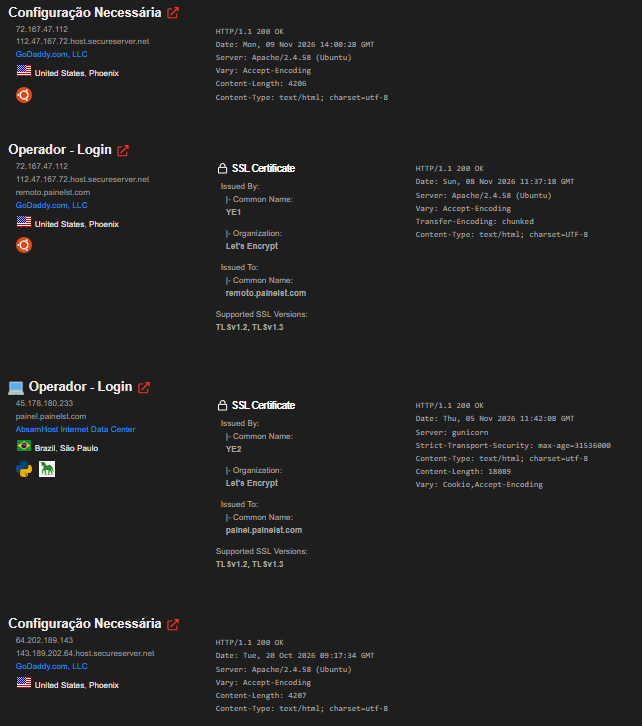 Configuração Necessária
72.167.47.112
112.47.167.72.host.secureserver.net
GoDaddy.com, LLC
United States, Phoenix
HTTP/1.1 200 OK
Date: Mon, 09 Nov 2026 14:00:28 GMT
Server: Apache/2.4.58 (Ubuntu)
Vary: Accept-Encoding
Content-Length: 4206
Content-Type: text/html; charset=utf-8
Operador - Login
72.167.47.112
112.47.167.72.host.secureserver.net
remoto.painelst.com
GoDaddy.com, LLC
United States, Phoenix
SSL Certificate
Issued By:
|- Common Name:
YE1
|- Organization:
Let's Encrypt
Issued To:
|- Common Name:
remoto.painelst.com
Supported SSL Versions:
TLSv1.2, TLSv1.3
HTTP/1.1 200 OK
Date: Sun, 08 Nov 2026 11:37:18 GMT
Server: Apache/2.4.58 (Ubuntu)
Vary: Accept-Encoding
Transfer-Encoding: chunked
Content-Type: text/html; charset=UTF-8
Operador - Login
45.178.180.233
painel.painelst.com
AbsamHost Internet Data Center
Brazil, São Paulo
SSL Certificate
Issued By:
|- Common Name:
YE2
|- Organization:
Let's Encrypt
Issued To:
|- Common Name:
painel.painelst.com
Supported SSL Versions:
TLSv1.2, TLSv1.3
HTTP/1.1 200 OK
Date: Thu, 05 Nov 2026 11:42:08 GMT
Server: gunicorn
Strict-Transport-Security: max-age=31536000
Content-Type: text/html; charset=utf-8
Content-Length: 18089
Vary: Cookie,Accept-Encoding
Configuração Necessária
64.202.189.143
143.189.202.64.host.secureserver.net
GoDaddy.com, LLC
United States, Phoenix
HTTP/1.1 200 OK
Date: Tue, 20 Oct 2026 09:17:34 GMT
Server: Apache/2.4.58 (Ubuntu)
Vary: Accept-Encoding
Content-Length: 4207
Content-Type: text/html; charset=utf-8